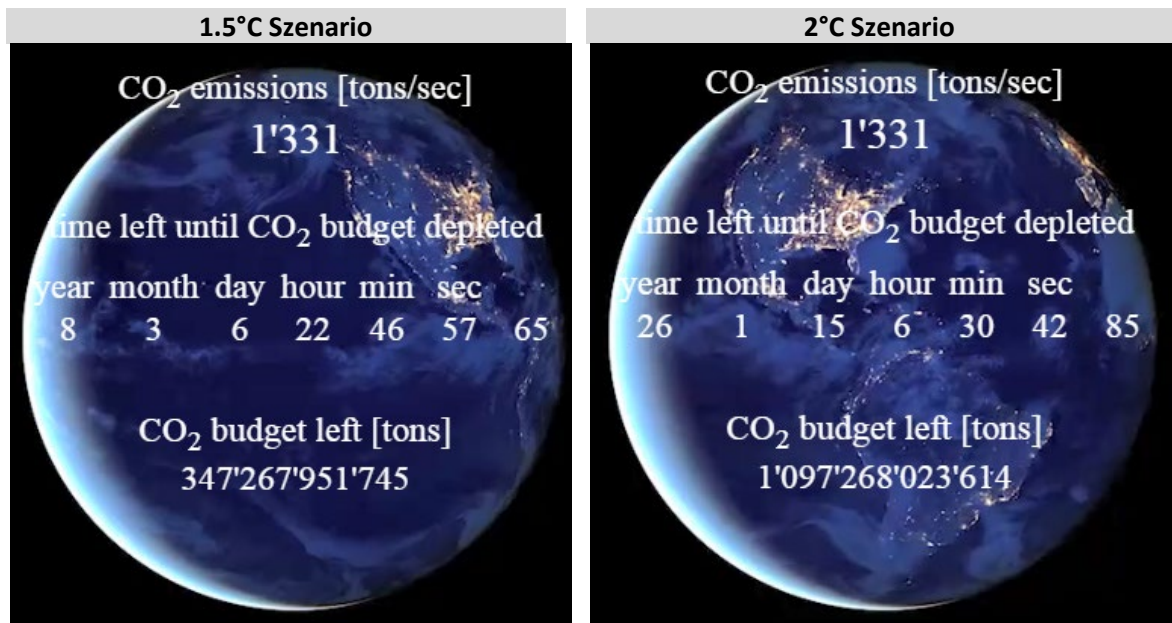 1.5°C Szenario
CO2 emissions [tons/sec]
1'331
time left until CO2 budget depleted
year month day hour min sec
8 3 6 22 46 57 65
CO2 budget left [tons]
347'267'951'745
2°C Szenario
CO2 emissions [tons/sec]
1'331
time left until CO2 budget depleted
year month day hour min sec
26 1 15 6 30 42 85
CO2 budget left [tons]
1'097'268'023'614